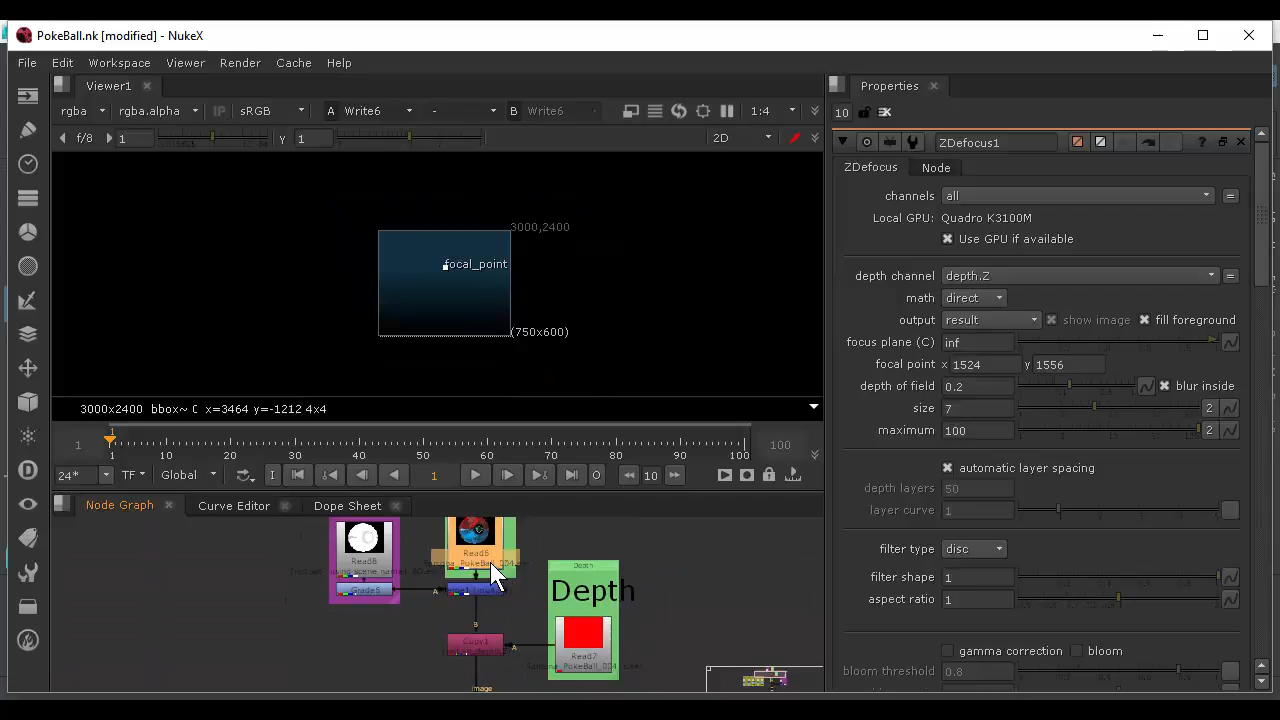 PokeBall.nk [modified] - NukeX
File Edit Workspace Viewer Render Cache Help
Viewer1
rgba rgba.alpha IP sRGB A Write6 - B Write6 1:4
f/8 1 Y 1 2D
3000,2400
focal_point
(750x600)
3000x2400 bbox~ C x=3464 y=-1212 4x4
1
1 1 10 20 30 40 50 60 70 80 90 100 100
24* TF Global I 1 O 10
Node Graph Curve Editor Dope Sheet
Read8
Read6
Grade6
A
B
Copy1
A
image
Depth
Depth
Read7
Properties
10
ZDefocus1
?
ZDefocus Node
channels all =
Local GPU: Quadro K3100M
Use GPU if available
depth channel depth.Z =
math direct
output result show image fill foreground
focus plane (C) inf
focal point x 1524 y 1556
depth of field 0.2 blur inside
size 7 2
maximum 100 2
automatic layer spacing
depth layers 50
layer curve 1
filter type disc
filter shape 1
aspect ratio 1
gamma correction bloom
bloom threshold 0.8